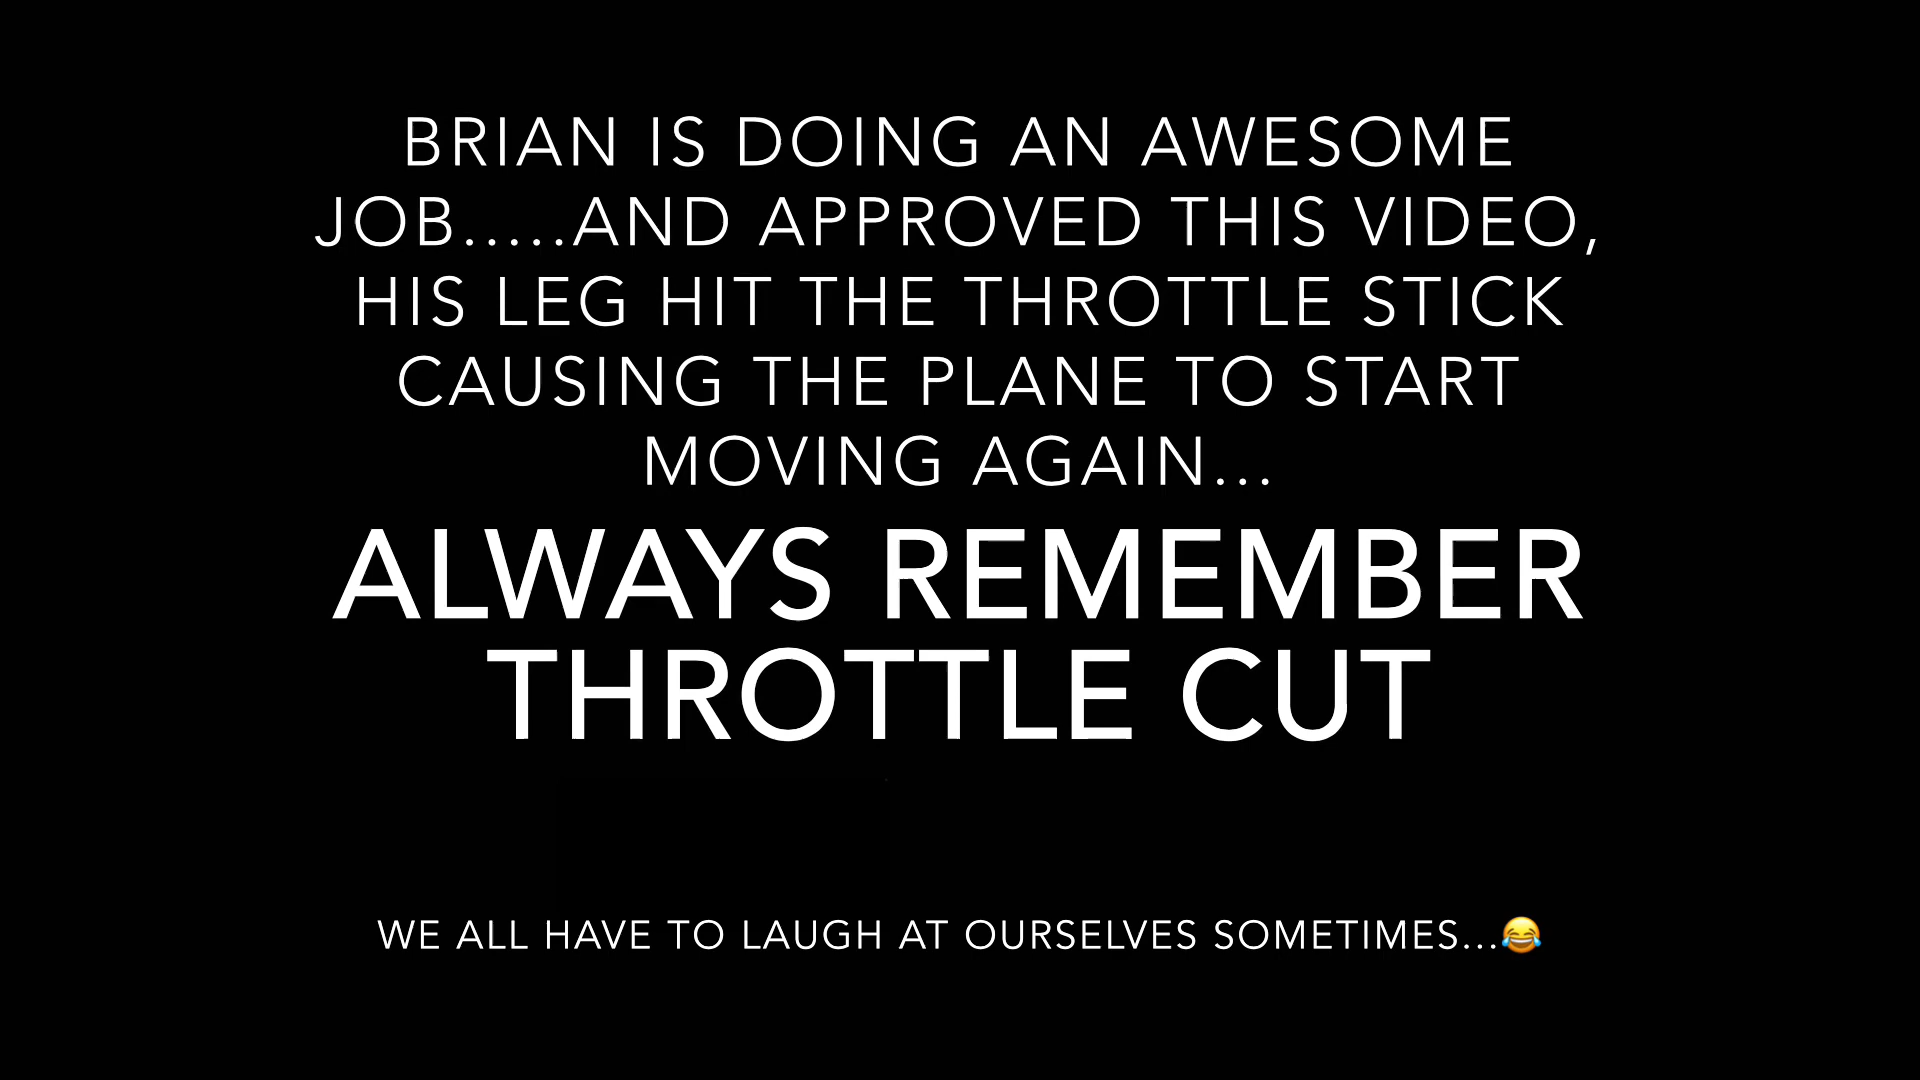 BRIAN IS DOING AN AWESOME
JOB.....AND APPROVED THIS VIDEO,
HIS LEG HIT THE THROTTLE STICK
CAUSING THE PLANE TO START
MOVING AGAIN...
ALWAYS REMEMBER
THROTTLE CUT
WE ALL HAVE TO LAUGH AT OURSELVES SOMETIMES...😂